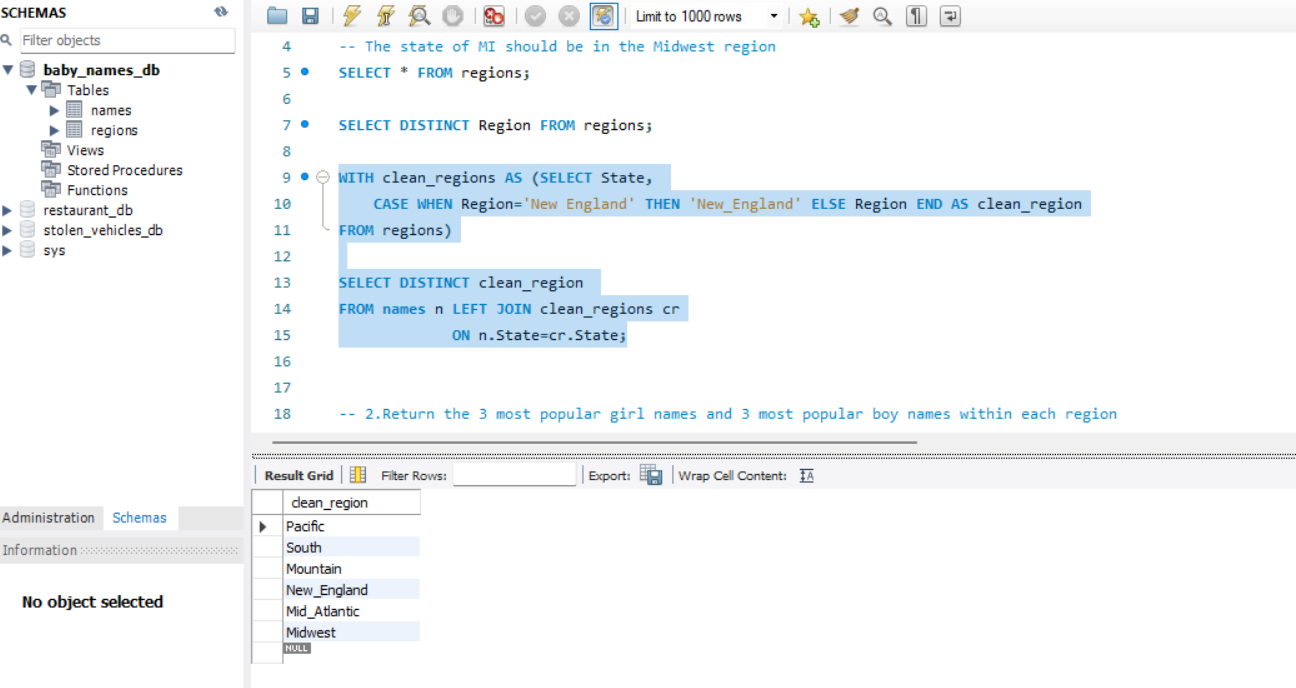 SCHEMAS
Filter objects
baby_names_db
Tables
names
regions
Views
Stored Procedures
Functions
restaurant_db
stolen_vehicles_db
sys
Administration Schemas
Information
No object selected
Limit to 1000 rows
4 -- The state of MI should be in the Midwest region
5 SELECT * FROM regions;
6
7 SELECT DISTINCT Region FROM regions;
8
9 WITH clean_regions AS (SELECT State,
10 CASE WHEN Region='New England' THEN 'New_England' ELSE Region END AS clean_region
11 FROM regions)
12
13 SELECT DISTINCT clean_region
14 FROM names n LEFT JOIN clean_regions cr
15 ON n.State=cr.State;
16
17
18 -- 2.Return the 3 most popular girl names and 3 most popular boy names within each region
Result Grid Filter Rows: Export: Wrap Cell Content: IA
clean_region
Pacific
South
Mountain
New_England
Mid_Atlantic
Midwest
NULL